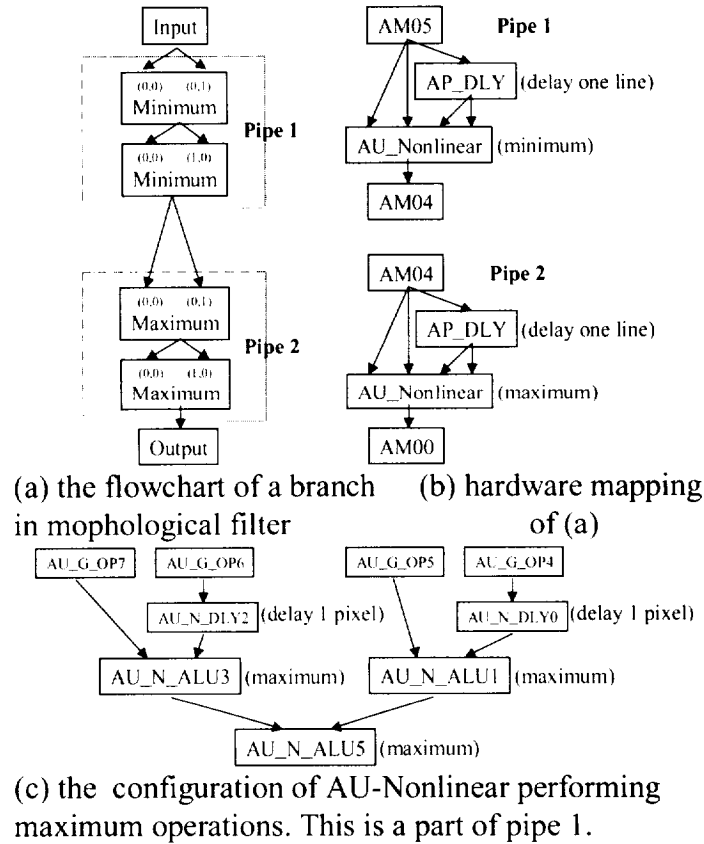 Input
(0,0) (0,1)
Minimum
Pipe 1
(0,0) (1,0)
Minimum
(0,0) (0,1)
Maximum
Pipe 2
(0,0) (1,0)
Maximum
Output
AM05
Pipe 1
AP_DLY (delay one line)
AU_Nonlinear (minimum)
AM04
AM04
Pipe 2
AP_DLY (delay one line)
AU_Nonlinear (maximum)
AM00
(a) the flowchart of a branch
in mophological filter
(b) hardware mapping
of (a)
AU_G_OP7 AU_G_OP6 AU_G_OP5 AU_G_OP4
AU_N_DLY2 (delay 1 pixel) AU_N_DLY0 (delay 1 pixel)
AU_N_ALU3 (maximum) AU_N_ALU1 (maximum)
AU_N_ALU5 (maximum)
(c) the configuration of AU-Nonlinear performing
maximum operations. This is a part of pipe 1.